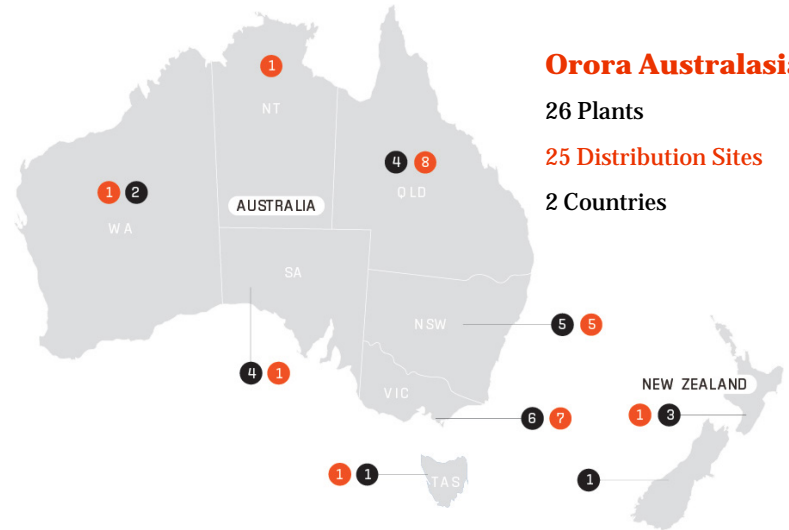 Orora Australasia
26 Plants
25 Distribution Sites
2 Countries
1
NT
4 8
QLD
1 2
WA
AUSTRALIA
SA
NSW
5 5
4 1
VIC
NEW ZEALAND
6 7
1 3
1 1
TAS
1